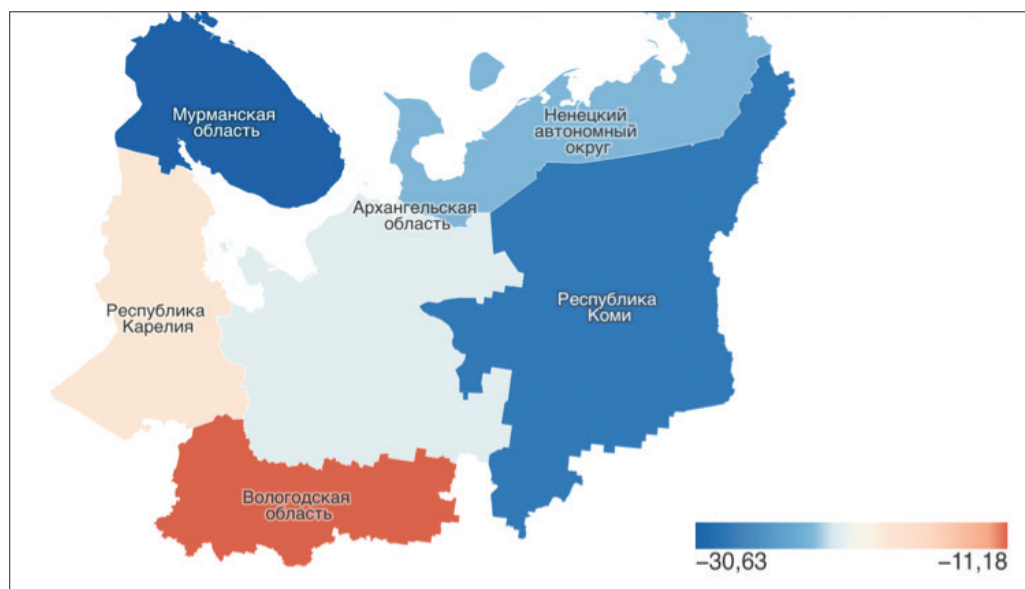 Мурманская
область
Ненецкий
автономный
округ
Архангельская
область
Республика
Карелия
Республика
Коми
Вологодская
область
−30,63
−11,18